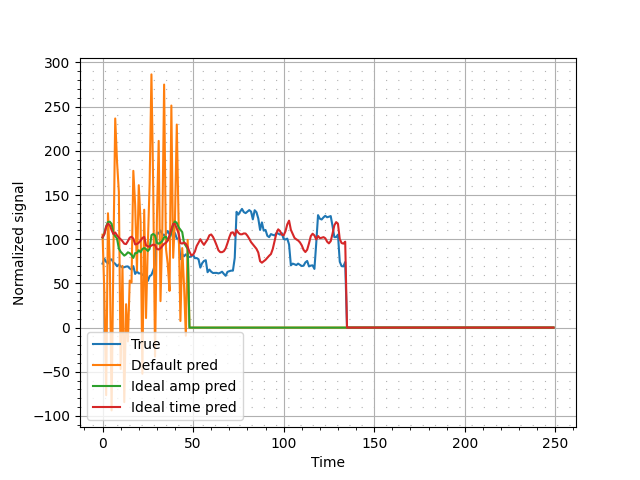 300
250
200
150
100
50
0
−50
−100
Normalized signal
True
Default pred
Ideal amp pred
Ideal time pred
0 50 100 150 200 250
Time